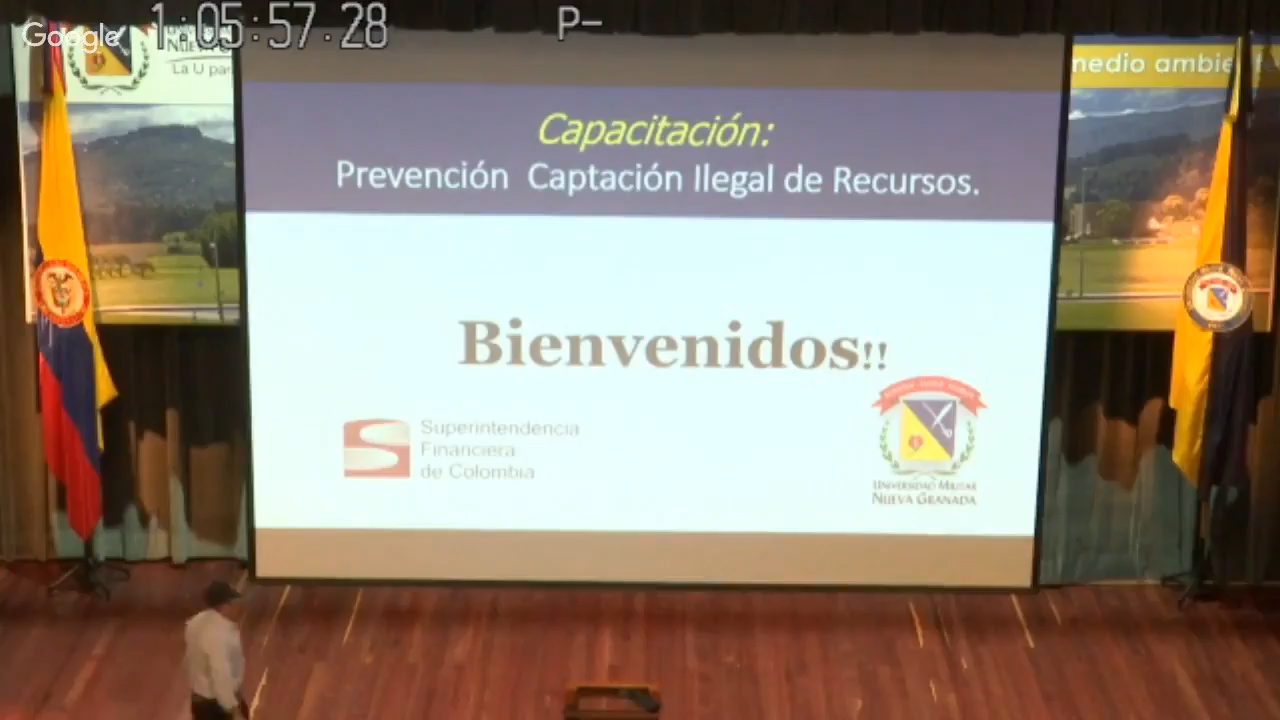 Google
1:05:57.28
P-
La U par
medio ambie
Capacitación:
Prevención Captación Ilegal de Recursos.
Bienvenidos!!
Superintendencia
Financiera
de Colombia
UNIVERSIDAD MILITAR
NUEVA GRANADA